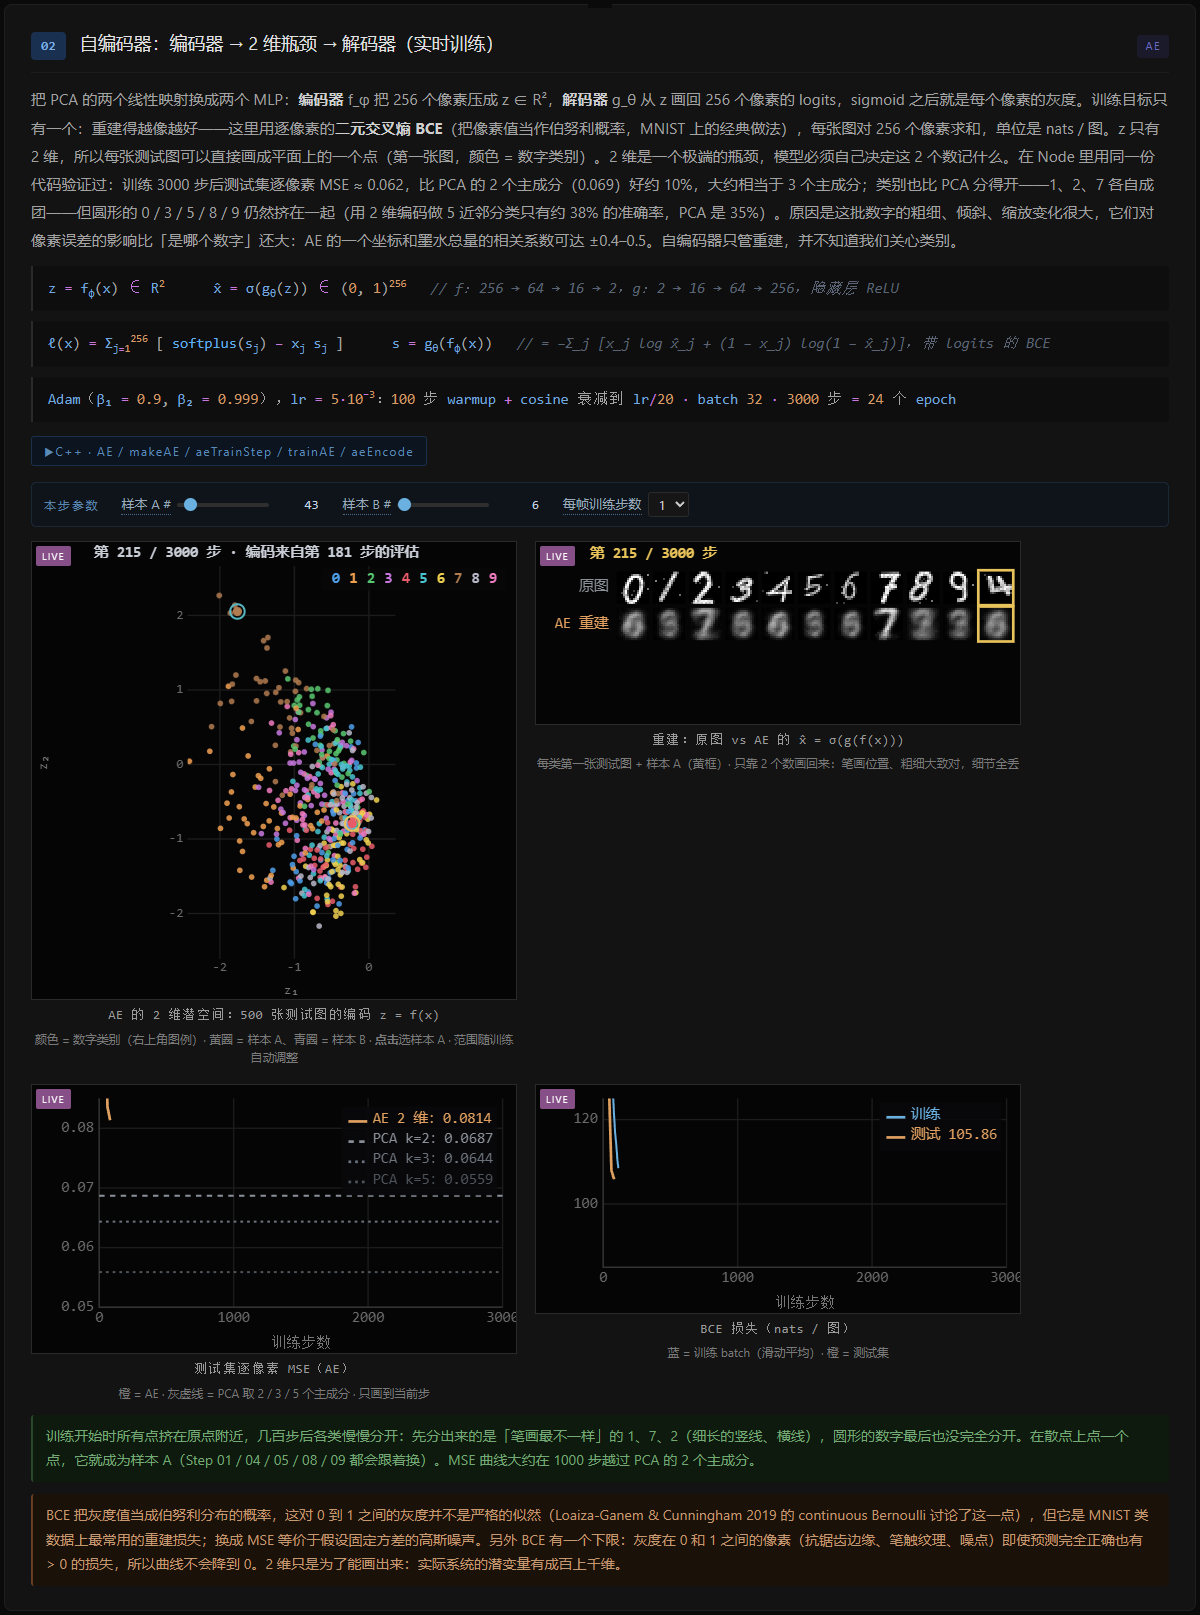 02
自编码器：编码器 → 2 维瓶颈 → 解码器（实时训练）
AE
把 PCA 的两个线性映射换成两个 MLP：编码器 f_φ 把 256 个像素压成 z ∈ R²，解码器 g_θ 从 z 画回 256 个像素的 logits，sigmoid 之后就是每个像素的灰度。训练目标只
有一个：重建得越像越好——这里用逐像素的二元交叉熵 BCE（把像素值当作伯努利概率，MNIST 上的经典做法），每张图对 256 个像素求和，单位是 nats / 图。z 只有
2 维，所以每张测试图可以直接画成平面上的一个点（第一张图，颜色 = 数字类别）。2 维是一个极端的瓶颈，模型必须自己决定这 2 个数记什么。在 Node 里用同一份
代码验证过：训练 3000 步后测试集逐像素 MSE ≈ 0.062，比 PCA 的 2 个主成分（0.069）好约 10%，大约相当于 3 个主成分；类别也比 PCA 分得开——1、2、7 各自成
团——但圆形的 0 / 3 / 5 / 8 / 9 仍然挤在一起（用 2 维编码做 5 近邻分类只有约 38% 的准确率，PCA 是 35%）。原因是这批数字的粗细、倾斜、缩放变化很大，它们对
像素误差的影响比「是哪个数字」还大：AE 的一个坐标和墨水总量的相关系数可达 ±0.4–0.5。自编码器只管重建，并不知道我们关心类别。
z = f_ϕ(x) ∈ R² x̂ = σ(g_θ(z)) ∈ (0, 1)^256 // f: 256 → 64 → 16 → 2，g: 2 → 16 → 64 → 256，隐藏层 ReLU
ℓ(x) = Σ_{j=1}^{256} [ softplus(s_j) − x_j s_j ] s = g_θ(f_ϕ(x)) // = −Σ_j [x_j log x̂_j + (1 − x_j) log(1 − x̂_j)]，带 logits 的 BCE
Adam（β₁ = 0.9, β₂ = 0.999），lr = 5·10⁻³：100 步 warmup + cosine 衰减到 lr/20 · batch 32 · 3000 步 = 24 个 epoch
▶C++ · AE / makeAE / aeTrainStep / trainAE / aeEncode
本步参数 样本 A # 43 样本 B # 6 每帧训练步数 1
LIVE
第 215 / 3000 步 · 编码来自第 181 步的评估
0 1 2 3 4 5 6 7 8 9
2
1
0
-1
-2
z₂
-2 -1 0
z₁
AE 的 2 维潜空间：500 张测试图的编码 z = f(x)
颜色 = 数字类别（右上角图例）· 黄圈 = 样本 A、青圈 = 样本 B · 点击选样本 A · 范围随训练
自动调整
LIVE
第 215 / 3000 步
原图 0 1 2 3 4 5 6 7 8 9 4
AE 重建
重建：原图 vs AE 的 x̂ = σ(g(f(x)))
每类第一张测试图 + 样本 A（黄框）· 只靠 2 个数画回来：笔画位置、粗细大致对，细节全丢
LIVE
AE 2 维：0.0814
PCA k=2：0.0687
PCA k=3：0.0644
PCA k=5：0.0559
0.08
0.07
0.06
0.05
0 1000 2000 3000
训练步数
测试集逐像素 MSE（AE）
橙 = AE · 灰虚线 = PCA 取 2 / 3 / 5 个主成分 · 只画到当前步
LIVE
训练
测试 105.86
120
100
0 1000 2000 3000
训练步数
BCE 损失（nats / 图）
蓝 = 训练 batch（滑动平均）· 橙 = 测试集
训练开始时所有点挤在原点附近，几百步后各类慢慢分开：先分出来的是「笔画最不一样」的 1、7、2（细长的竖线、横线），圆形的数字最后也没完全分开。在散点上点一个
点，它就成为样本 A（Step 01 / 04 / 05 / 08 / 09 都会跟着换）。MSE 曲线大约在 1000 步越过 PCA 的 2 个主成分。
BCE 把灰度值当成伯努利分布的概率，这对 0 到 1 之间的灰度并不是严格的似然（Loaiza-Ganem & Cunningham 2019 的 continuous Bernoulli 讨论了这一点），但它是 MNIST 类
数据上最常用的重建损失；换成 MSE 等价于假设固定方差的高斯噪声。另外 BCE 有一个下限：灰度在 0 和 1 之间的像素（抗锯齿边缘、笔触纹理、噪点）即使预测完全正确也有
> 0 的损失，所以曲线不会降到 0。2 维只是为了能画出来：实际系统的潜变量有成百上千维。